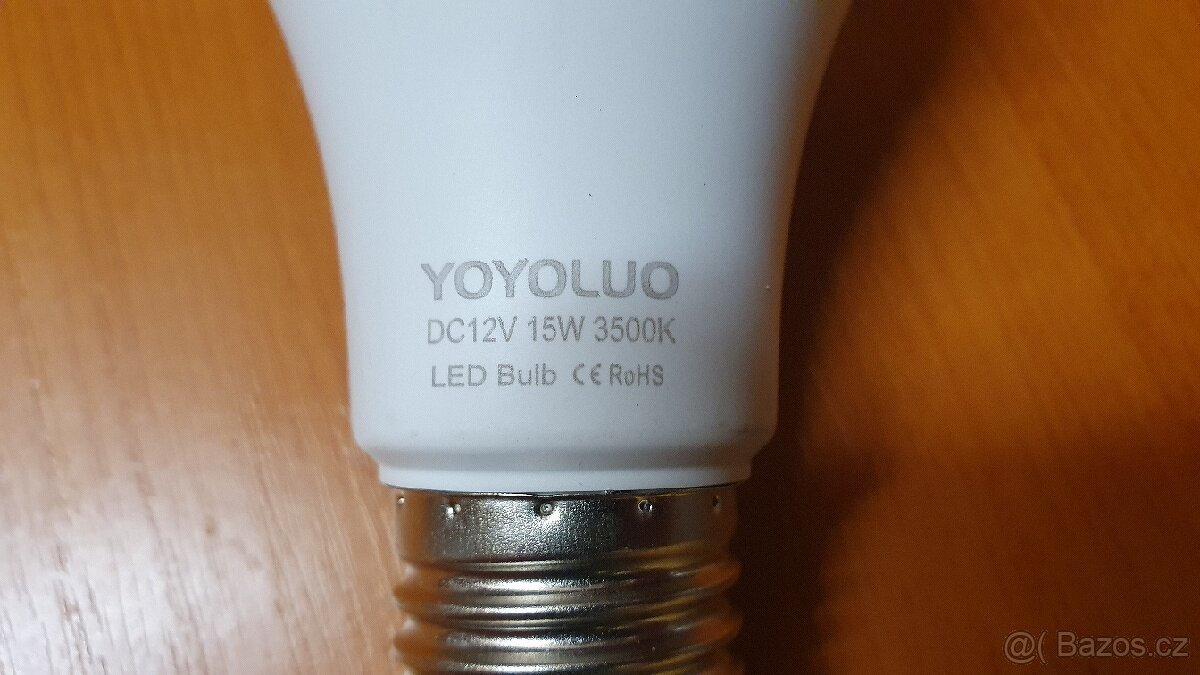 YOYOLUO
DC12V 15W 3500K
LED Bulb CE RoHS
@( Bazos.cz